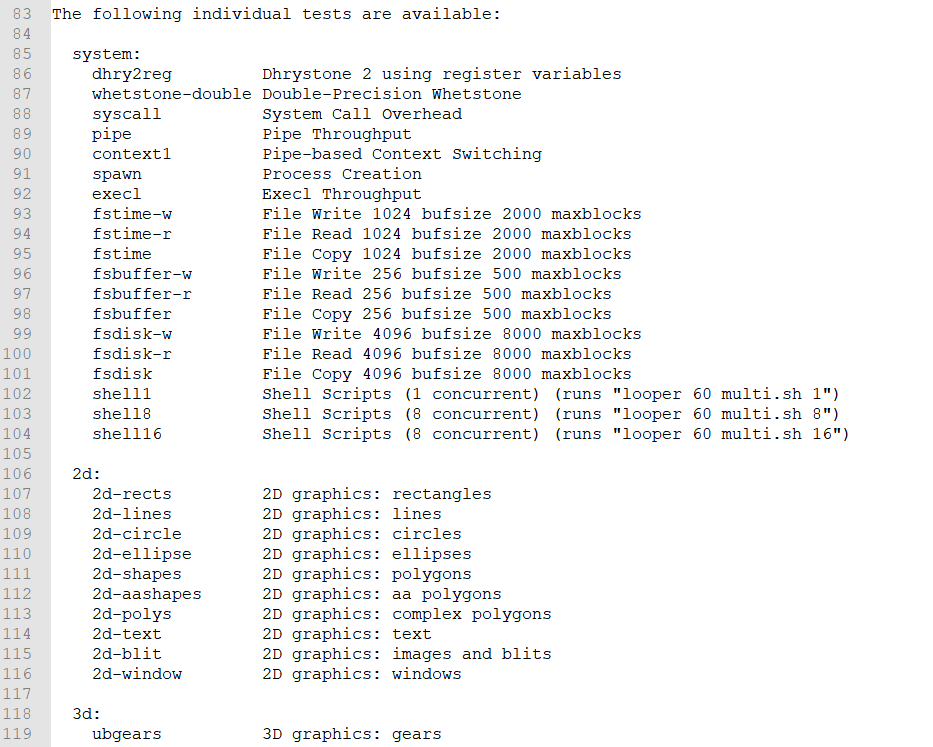 83 The following individual tests are available:
84
85   system:
86     dhry2reg         Dhrystone 2 using register variables
87     whetstone-double Double-Precision Whetstone
88     syscall          System Call Overhead
89     pipe             Pipe Throughput
90     context1         Pipe-based Context Switching
91     spawn            Process Creation
92     execl            Execl Throughput
93     fstime-w         File Write 1024 bufsize 2000 maxblocks
94     fstime-r         File Read 1024 bufsize 2000 maxblocks
95     fstime           File Copy 1024 bufsize 2000 maxblocks
96     fsbuffer-w       File Write 256 bufsize 500 maxblocks
97     fsbuffer-r       File Read 256 bufsize 500 maxblocks
98     fsbuffer         File Copy 256 bufsize 500 maxblocks
99     fsdisk-w         File Write 4096 bufsize 8000 maxblocks
100     fsdisk-r         File Read 4096 bufsize 8000 maxblocks
101     fsdisk           File Copy 4096 bufsize 8000 maxblocks
102     shell1           Shell Scripts (1 concurrent) (runs "looper 60 multi.sh 1")
103     shell8           Shell Scripts (8 concurrent) (runs "looper 60 multi.sh 8")
104     shell16          Shell Scripts (8 concurrent) (runs "looper 60 multi.sh 16")
105
106   2d:
107     2d-rects         2D graphics: rectangles
108     2d-lines         2D graphics: lines
109     2d-circle        2D graphics: circles
110     2d-ellipse       2D graphics: ellipses
111     2d-shapes        2D graphics: polygons
112     2d-aashapes      2D graphics: aa polygons
113     2d-polys         2D graphics: complex polygons
114     2d-text          2D graphics: text
115     2d-blit          2D graphics: images and blits
116     2d-window        2D graphics: windows
117
118   3d:
119     ubgears          3D graphics: gears